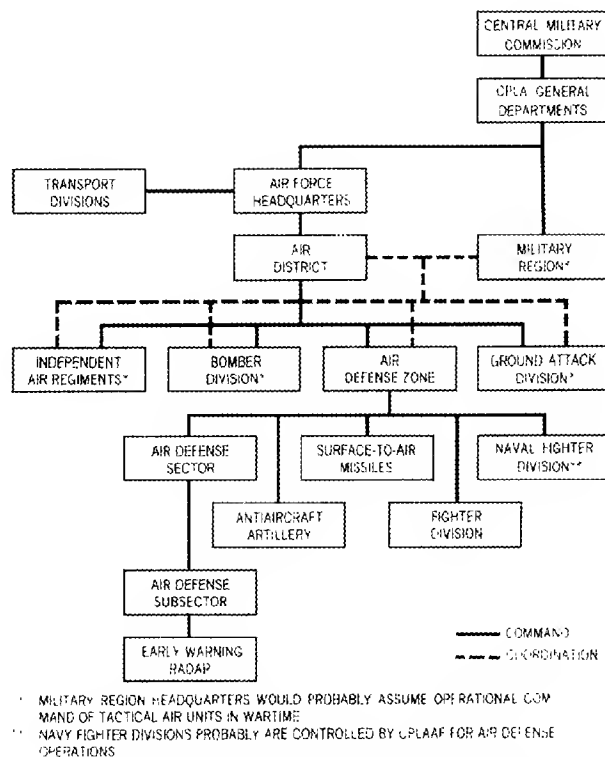 CENTRAL MILITARY
COMMISSION
CPLA GENERAL
DEPARTMENTS
TRANSPORT
DIVISIONS
AIR FORCE
HEADQUARTERS
AIR
DISTRICT
MILITARY
REGION*
INDEPENDENT
AIR REGIMENTS*
BOMBER
DIVISION*
AIR
DEFENSE ZONE
GROUND ATTACK
DIVISION*
AIR DEFENSE
SECTOR
SURFACE-TO-AIR
MISSILES
NAVAL FIGHTER
DIVISION**
ANTIAIRCRAFT
ARTILLERY
FIGHTER
DIVISION
AIR DEFENSE
SUBSECTOR
EARLY WARNING
RADAR
COMMAND
COORDINATION
* MILITARY REGION HEADQUARTERS WOULD PROBABLY ASSUME OPERATIONAL COM
MAND OF TACTICAL AIR UNITS IN WARTIME
** NAVY FIGHTER DIVISIONS PROBABLY ARE CONTROLLED BY CPLAAF FOR AIR DEFENSE
OPERATIONS